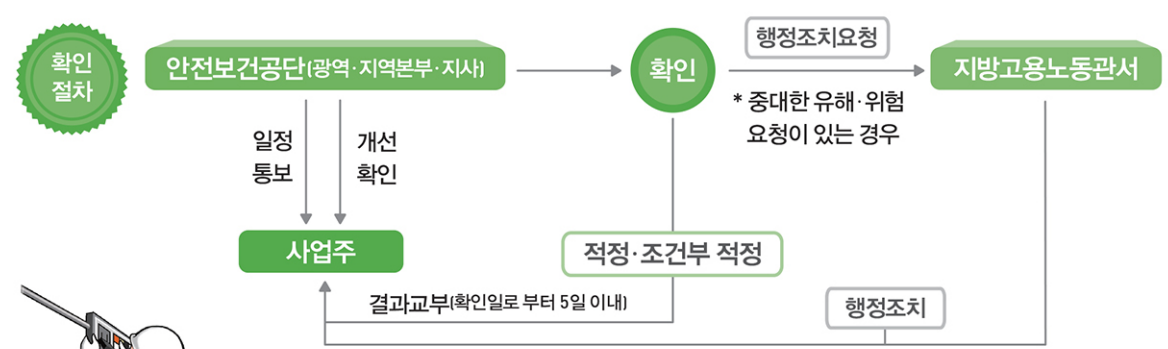 확인
절차
안전보건공단(광역·지역본부·지사)
확인
행정조치요청
지방고용노동관서
* 중대한 유해·위험
요청이 있는 경우
일정
통보
개선
확인
사업주
적정·조건부 적정
결과교부(확인일로 부터 5일 이내)
행정조치